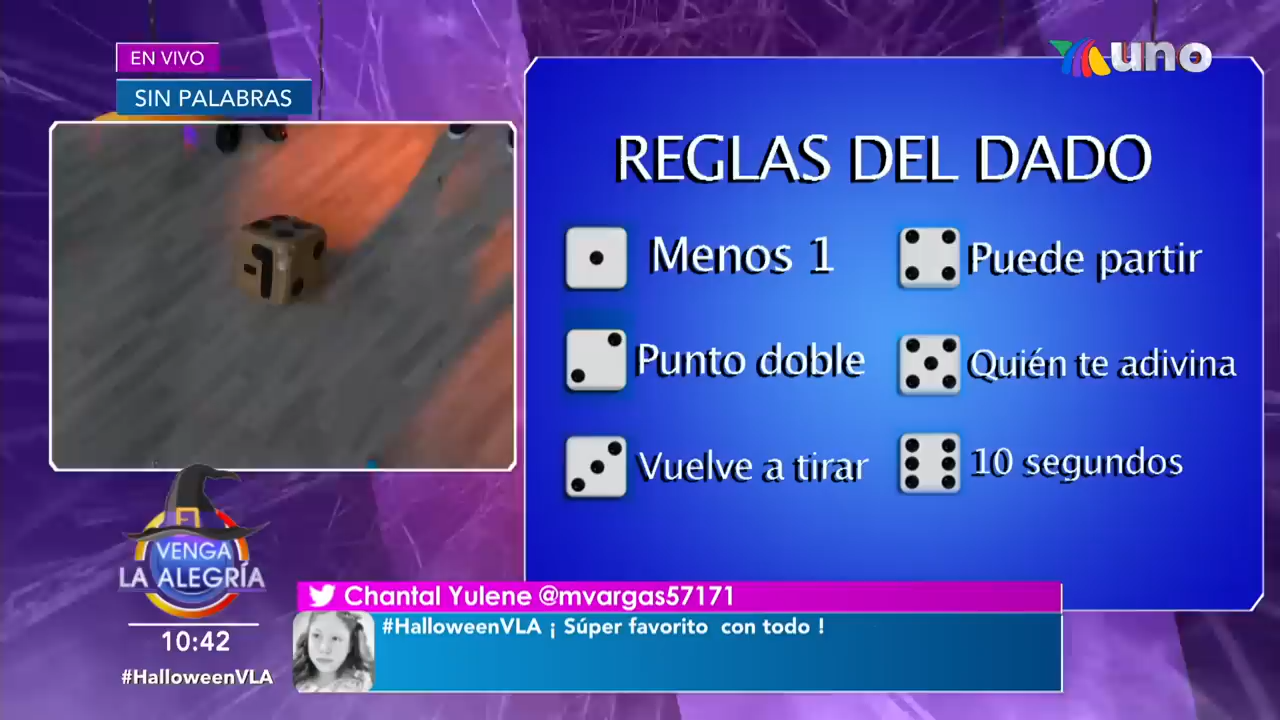 EN VIVO
SIN PALABRAS
uno
REGLAS DEL DADO
Menos 1
Puede partir
Punto doble
Quién te adivina
Vuelve a tirar
10 segundos
VENGA
LA ALEGRÍA
10:42
#HalloweenVLA
Chantal Yulene @mvargas57171
#HalloweenVLA ¡ Súper favorito con todo !